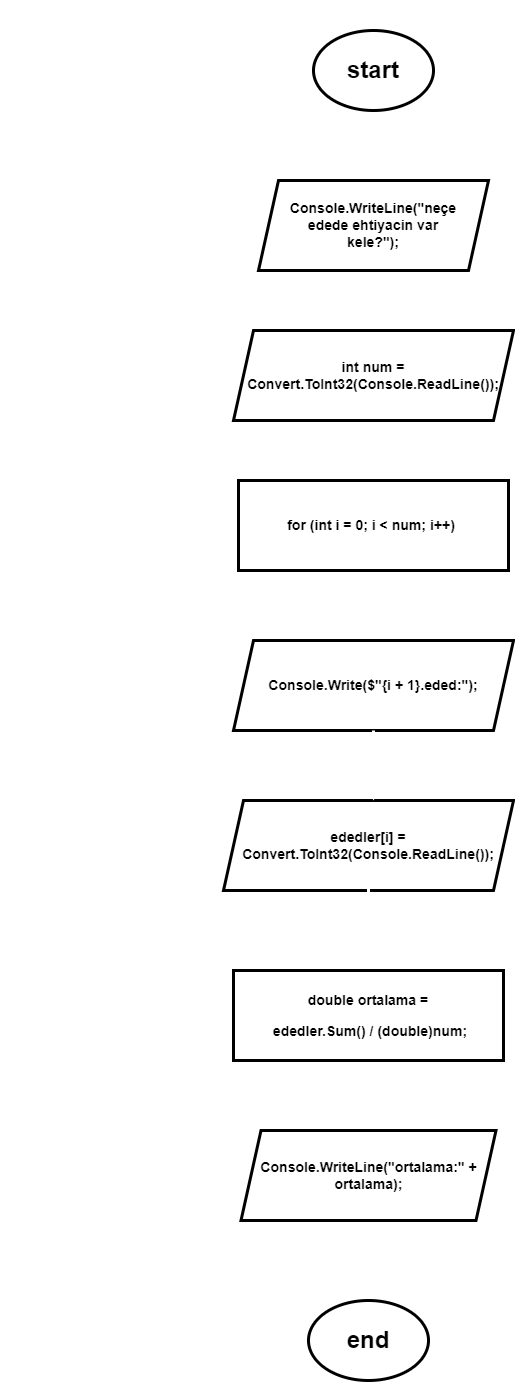 start
Console.WriteLine("neçe
edede ehtiyacin var
kele?");
int num =
Convert.ToInt32(Console.ReadLine());
for (int i = 0; i < num; i++)
Console.Write($"{i + 1}.eded:");
ededler[i] =
Convert.ToInt32(Console.ReadLine());
double ortalama =
ededler.Sum() / (double)num;
Console.WriteLine("ortalama:" +
ortalama);
end